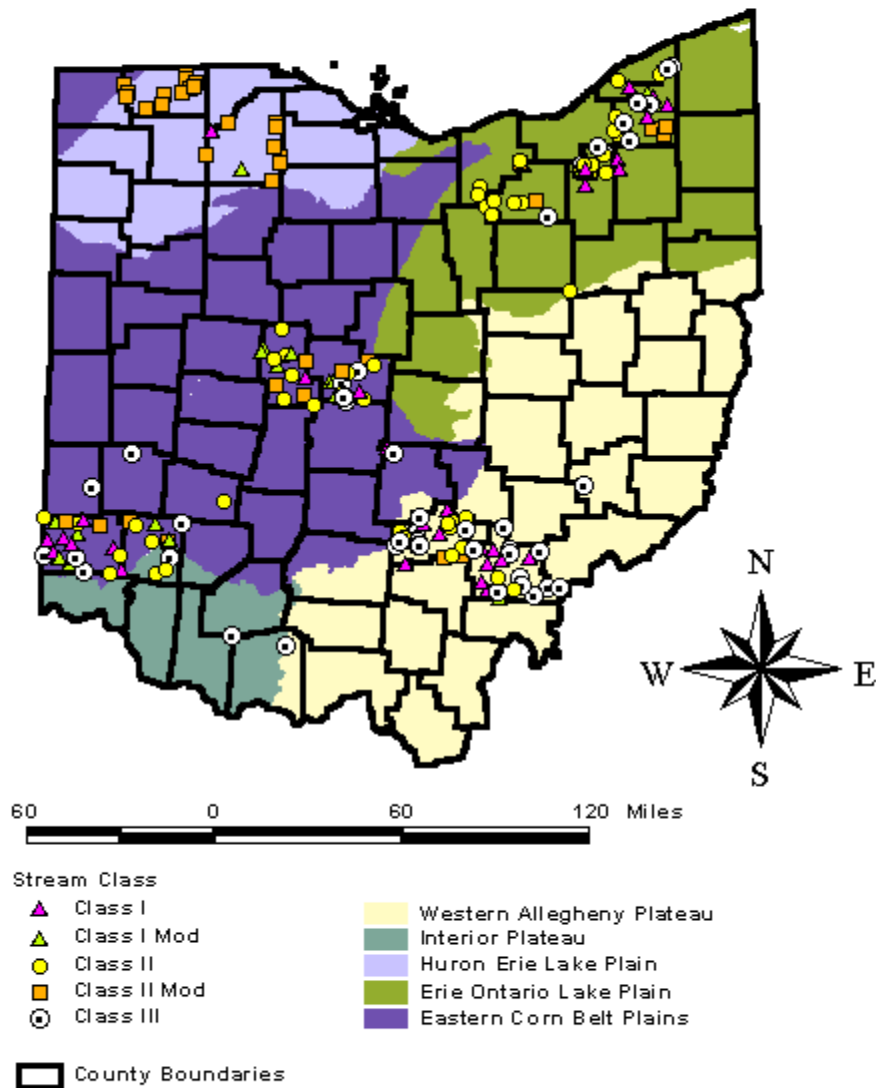 N
W
E
S
60 0 60 120 Miles
Stream Class
Class I
Class I Mod
Class II
Class II Mod
Class III
County Boundaries
Western Allegheny Plateau
Interior Plateau
Huron Erie Lake Plain
Erie Ontario Lake Plain
Eastern Corn Belt Plains